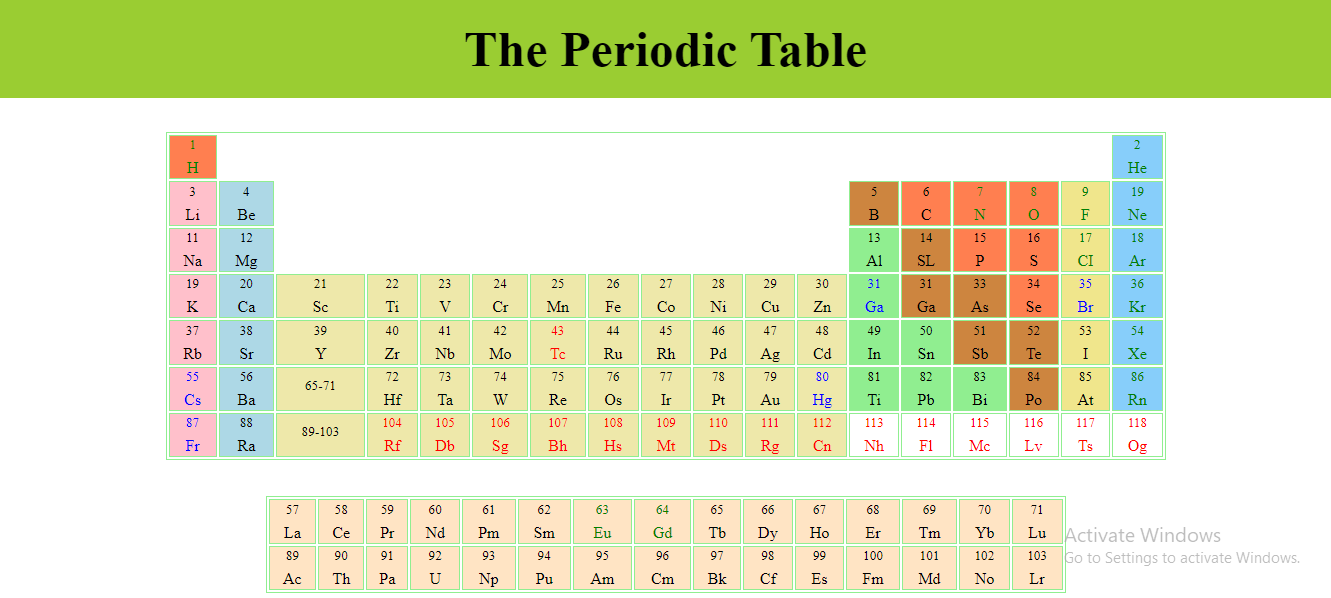 The Periodic Table
1 2
H He
3 4 5 6 7 8 9 19
Li Be B C N O F Ne
11 12 13 14 15 16 17 18
Na Mg Al SL P S CI Ar
19 20 21 22 23 24 25 26 27 28 29 30 31 31 33 34 35 36
K Ca Sc Ti V Cr Mn Fe Co Ni Cu Zn Ga Ga As Se Br Kr
37 38 39 40 41 42 43 44 45 46 47 48 49 50 51 52 53 54
Rb Sr Y Zr Nb Mo Tc Ru Rh Pd Ag Cd In Sn Sb Te I Xe
55 56 65-71 72 73 74 75 76 77 78 79 80 81 82 83 84 85 86
Cs Ba Hf Ta W Re Os Ir Pt Au Hg Ti Pb Bi Po At Rn
87 88 89-103 104 105 106 107 108 109 110 111 112 113 114 115 116 117 118
Fr Ra Rf Db Sg Bh Hs Mt Ds Rg Cn Nh Fl Mc Lv Ts Og
57 58 59 60 61 62 63 64 65 66 67 68 69 70 71
La Ce Pr Nd Pm Sm Eu Gd Tb Dy Ho Er Tm Yb Lu
89 90 91 92 93 94 95 96 97 98 99 100 101 102 103
Ac Th Pa U Np Pu Am Cm Bk Cf Es Fm Md No Lr
Activate Windows
Go to Settings to activate Windows.